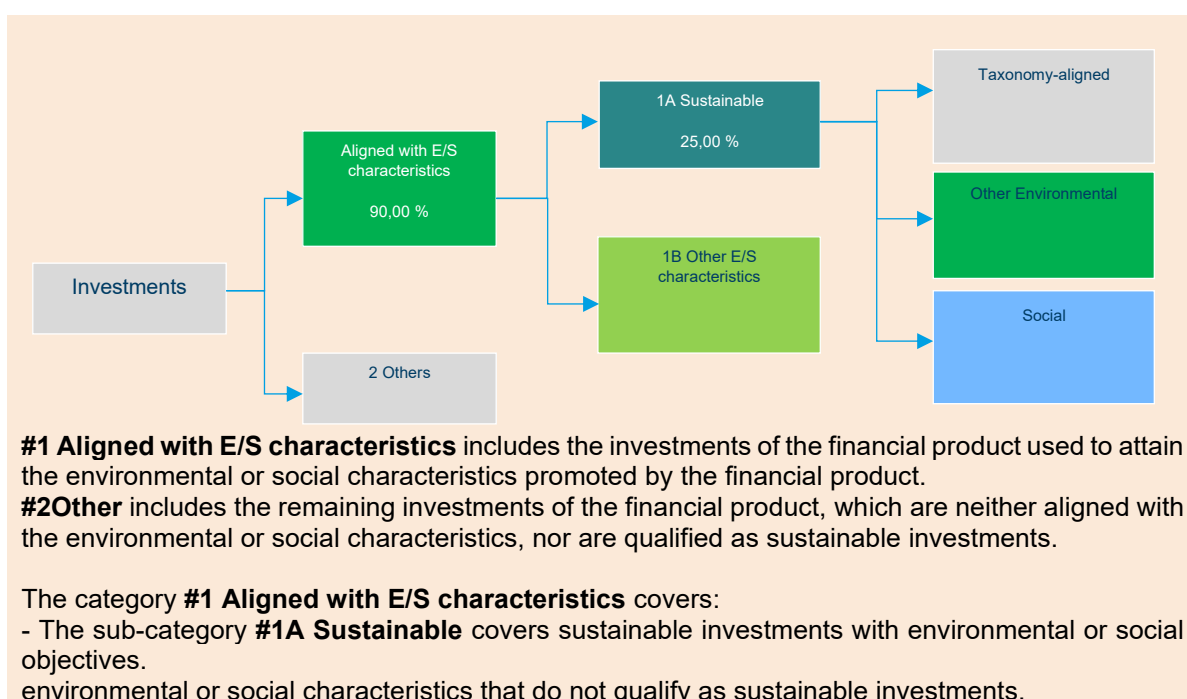 Taxonomy-aligned
1A Sustainable
25,00 %
Aligned with E/S
characteristics
90,00 %
Other Environmental
1B Other E/S
characteristics
Investments
Social
2 Others
#1 Aligned with E/S characteristics includes the investments of the financial product used to attain
the environmental or social characteristics promoted by the financial product.
#2Other includes the remaining investments of the financial product, which are neither aligned with
the environmental or social characteristics, nor are qualified as sustainable investments.
The category #1 Aligned with E/S characteristics covers:
- The sub-category #1A Sustainable covers sustainable investments with environmental or social
objectives.
environmental or social characteristics that do not qualify as sustainable investments.